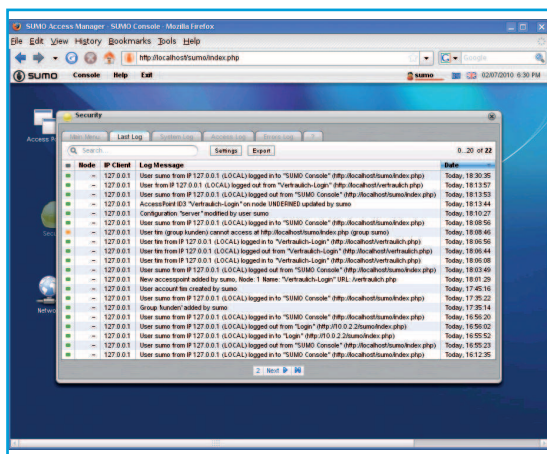 SUMO Access Manager - SUMO Console - Mozilla Firefox
File Edit View History Bookmarks Tools Help
http://localhost/sumo/index.php
Google
SUMO Console Help Exit sumo 02/07/2010 6:30 PM
Access Po
Security
Main Menu Last Log System Log Access Log Errors Log ?
Search Settings Export 0..20 of 22
Node IP Client Log Message Date
– 127.0.0.1 User sumo from IP 127.0.0.1 (LOCAL) logged in to "SUMO Console" (http://localhost/sumo/index.php) Today, 18:30:35
– 127.0.0.1 User from IP 127.0.0.1 (LOCAL) logged out from "Vertraulich-Login" (http://localhost/vertraulich.php) Today, 18:13:57
– 127.0.0.1 User sumo from IP 127.0.0.1 (LOCAL) logged out from "SUMO Console" (http://localhost/sumo/index.php) Today, 18:13:53
– 127.0.0.1 AccessPoint ID3 "Vertraulich-Login" on node UNDEFINED updated by sumo Today, 18:13:44
– 127.0.0.1 Configuration "server" modified by user sumo Today, 18:10:27
– 127.0.0.1 User sumo from IP 127.0.0.1 (LOCAL) logged in to "SUMO Console" (http://localhost/sumo/index.php) Today, 18:08:56
– 127.0.0.1 User tim (group kunden) cannot access at http://localhost/sumo/index.php (group sumo) Today, 18:08:46
– 127.0.0.1 User tim from IP 127.0.0.1 (LOCAL) logged in to "Vertraulich-Login" (http://localhost/vertraulich.php) Today, 18:06:56
– 127.0.0.1 User tim from IP 127.0.0.1 (LOCAL) logged out from "Vertraulich-Login" (http://localhost/vertraulich.php) Today, 18:06:44
– 127.0.0.1 User tim from IP 127.0.0.1 (LOCAL) logged in to "Vertraulich-Login" (http://localhost/vertraulich.php) Today, 18:06:08
– 127.0.0.1 User sumo from IP 127.0.0.1 (LOCAL) logged out from "SUMO Console" (http://localhost/sumo/index.php) Today, 18:03:49
– 127.0.0.1 New accesspoint added by sumo, Node: 1 Name: "Vertraulich-Login" URL: /vertraulich.php Today, 18:01:29
– 127.0.0.1 User account tim created by sumo Today, 17:45:16
– 127.0.0.1 User sumo from IP 127.0.0.1 (LOCAL) logged in to "SUMO Console" (http://localhost/sumo/index.php) Today, 17:35:22
– 127.0.0.1 Group 'kunden' added by sumo Today, 17:35:14
– 127.0.0.1 User sumo from IP 127.0.0.1 (LOCAL) logged in to "SUMO Console" (http://localhost/sumo/index.php) Today, 16:56:20
– 127.0.0.1 User sumo from IP 127.0.0.1 (LOCAL) logged out from "Login" (http://10.0.2.2/sumo/index.php) Today, 16:56:02
– 127.0.0.1 User sumo from IP 127.0.0.1 (LOCAL) logged in to "Login" (http://10.0.2.2/sumo/index.php) Today, 16:55:52
– 127.0.0.1 User sumo from IP 127.0.0.1 (LOCAL) logged out from "SUMO Console" (http://localhost/sumo/index.php) Today, 16:55:23
– 127.0.0.1 User sumo from IP 127.0.0.1 (LOCAL) logged in to "SUMO Console" (http://localhost/sumo/index.php) Today, 16:12:35
Secu
Netwo
2 Next